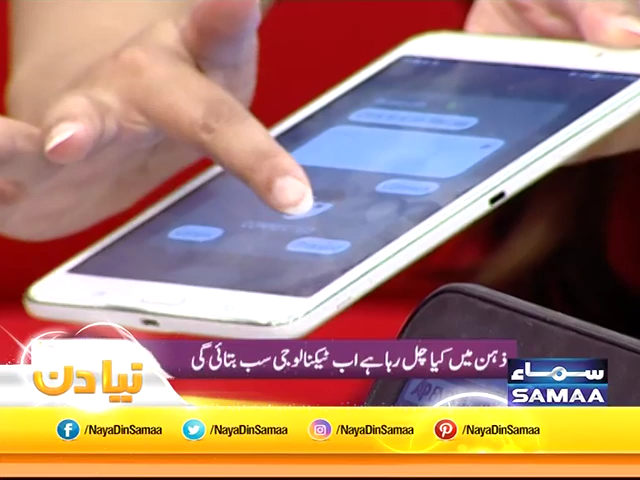 ذہن میں کیا چل رہا ہے اب ٹیکنالوجی سب بتائی گی
نیا دن
سماء
SAMAA
/NayaDinSamaa /NayaDinSamaa /NayaDinSamaa /NayaDinSamaa